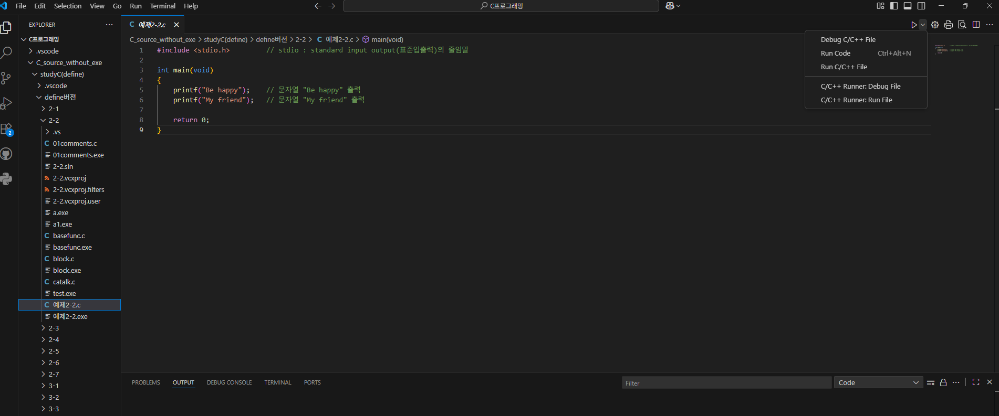 File Edit Selection View Go Run Terminal Help
C프로그래밍
EXPLORER
C프로그래밍
.vscode
C_source_without_exe
studyC(define)
.vscode
define버전
2-1
2-2
.vs
01comments.c
01comments.exe
2-2.sln
2-2.vcxproj
2-2.vcxproj.filters
2-2.vcxproj.user
a.exe
a1.exe
basefunc.c
basefunc.exe
block.c
block.exe
catalk.c
test.exe
예제2-2.c
예제2-2.exe
2-3
2-4
2-5
2-6
2-7
3-1
3-2
3-3
2
예제2-2.c
C_source_without_exe > studyC(define) > define버전 > 2-2 > C 예제2-2.c > main(void)
1 #include <stdio.h> // stdio : standard input output(표준입출력)의 줄임말
2
3 int main(void)
4 {
5 printf("Be happy"); // 문자열 "Be happy" 출력
6 printf("My friend"); // 문자열 "My friend" 출력
7
8 return 0;
9 }
Debug C/C++ File
Run Code Ctrl+Alt+N
Run C/C++ File
C/C++ Runner: Debug File
C/C++ Runner: Run File
PROBLEMS OUTPUT DEBUG CONSOLE TERMINAL PORTS
Filter
Code